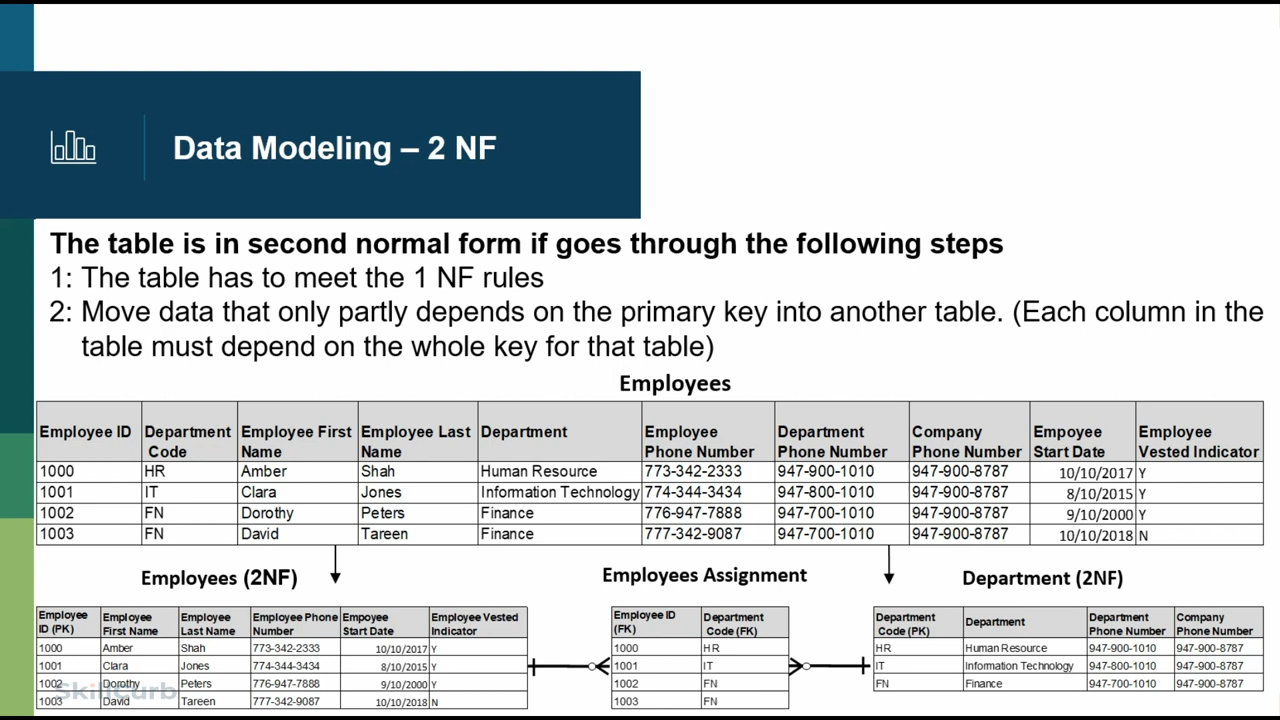 Data Modeling – 2 NF
The table is in second normal form if goes through the following steps
1: The table has to meet the 1 NF rules
2: Move data that only partly depends on the primary key into another table. (Each column in the
table must depend on the whole key for that table)
Employees
Employee ID Department Code Employee First Name Employee Last Name Department Employee Phone Number Department Phone Number Company Phone Number Empoyee Start Date Employee Vested Indicator
1000 HR Amber Shah Human Resource 773-342-2333 947-900-1010 947-900-8787 10/10/2017 Y
1001 IT Clara Jones Information Technology 774-344-3434 947-800-1010 947-900-8787 8/10/2015 Y
1002 FN Dorothy Peters Finance 776-947-7888 947-700-1010 947-900-8787 9/10/2000 Y
1003 FN David Tareen Finance 777-342-9087 947-700-1010 947-900-8787 10/10/2018 N
Employees (2NF)
Employee ID (PK) Employee First Name Employee Last Name Employee Phone Number Empoyee Start Date Employee Vested Indicator
1000 Amber Shah 773-342-2333 10/10/2017 Y
1001 Clara Jones 774-344-3434 8/10/2015 Y
1002 Dorothy Peters 776-947-7888 9/10/2000 Y
1003 David Tareen 777-342-9087 10/10/2018 N
Employees Assignment
Employee ID (FK) Department Code (FK)
1000 HR
1001 IT
1002 FN
1003 FN
Department (2NF)
Department Code (PK) Department Department Phone Number Company Phone Number
HR Human Resource 947-900-1010 947-900-8787
IT Information Technology 947-800-1010 947-900-8787
FN Finance 947-700-1010 947-900-8787
SkillCurb